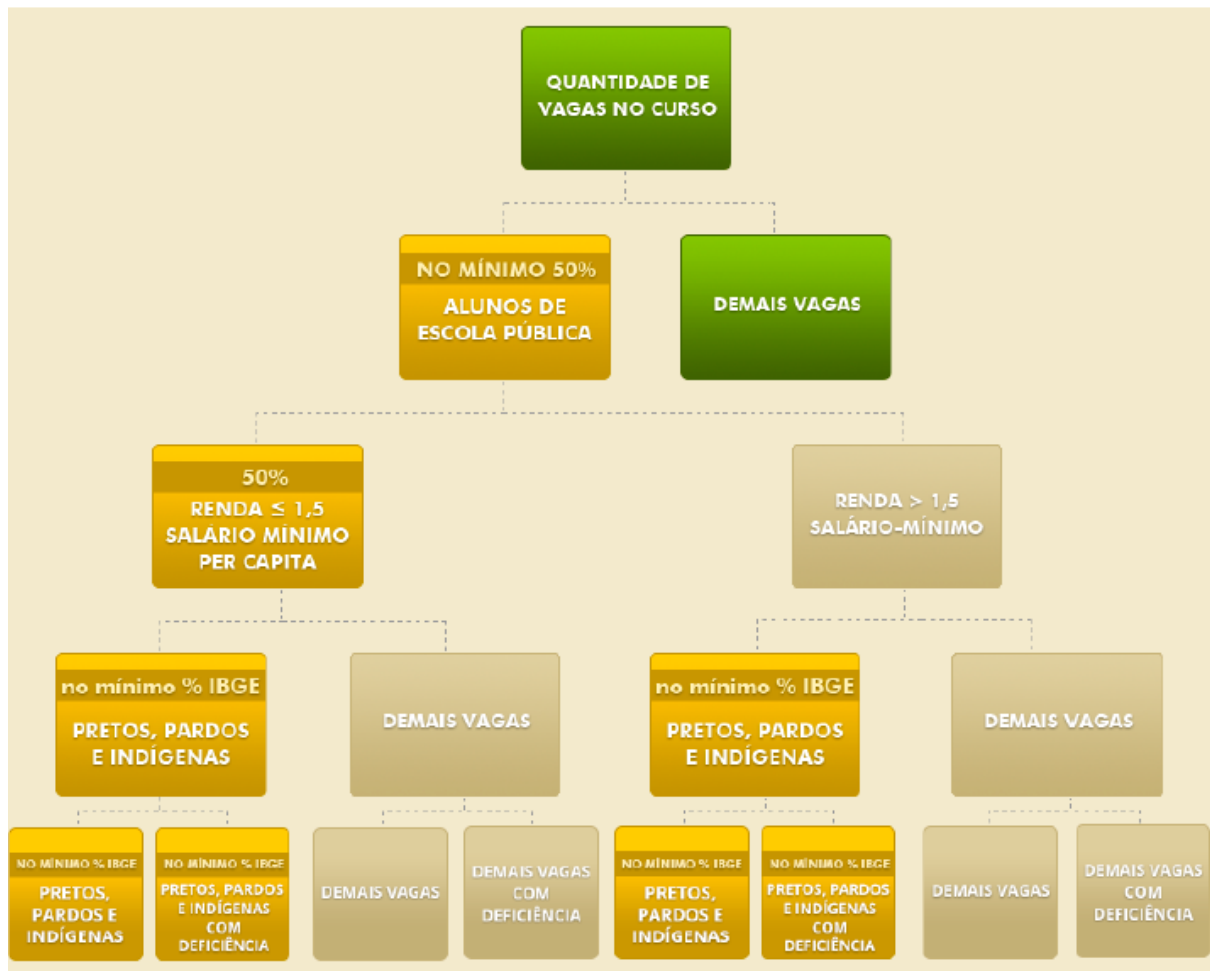 QUANTIDADE DE
VAGAS NO CURSO
NO MÍNIMO 50%
ALUNOS DE
ESCOLA PÚBLICA
DEMAIS VAGAS
50%
RENDA ≤ 1,5
SALÁRIO MÍNIMO
PER CAPITA
RENDA > 1,5
SALÁRIO-MÍNIMO
no mínimo % IBGE
PRETOS, PARDOS
E INDÍGENAS
DEMAIS VAGAS
no mínimo % IBGE
PRETOS, PARDOS
E INDÍGENAS
DEMAIS VAGAS
NO MÍNIMO % IBGE
PRETOS,
PARDOS E
INDÍGENAS
NO MÍNIMO % IBGE
PRETOS, PARDOS
E INDÍGENAS
COM
DEFICIÊNCIA
DEMAIS VAGAS
DEMAIS VAGAS
COM
DEFICIÊNCIA
NO MÍNIMO % IBGE
PRETOS,
PARDOS E
INDÍGENAS
NO MÍNIMO % IBGE
PRETOS, PARDOS
E INDÍGENAS
COM
DEFICIÊNCIA
DEMAIS VAGAS
DEMAIS VAGAS
COM
DEFICIÊNCIA